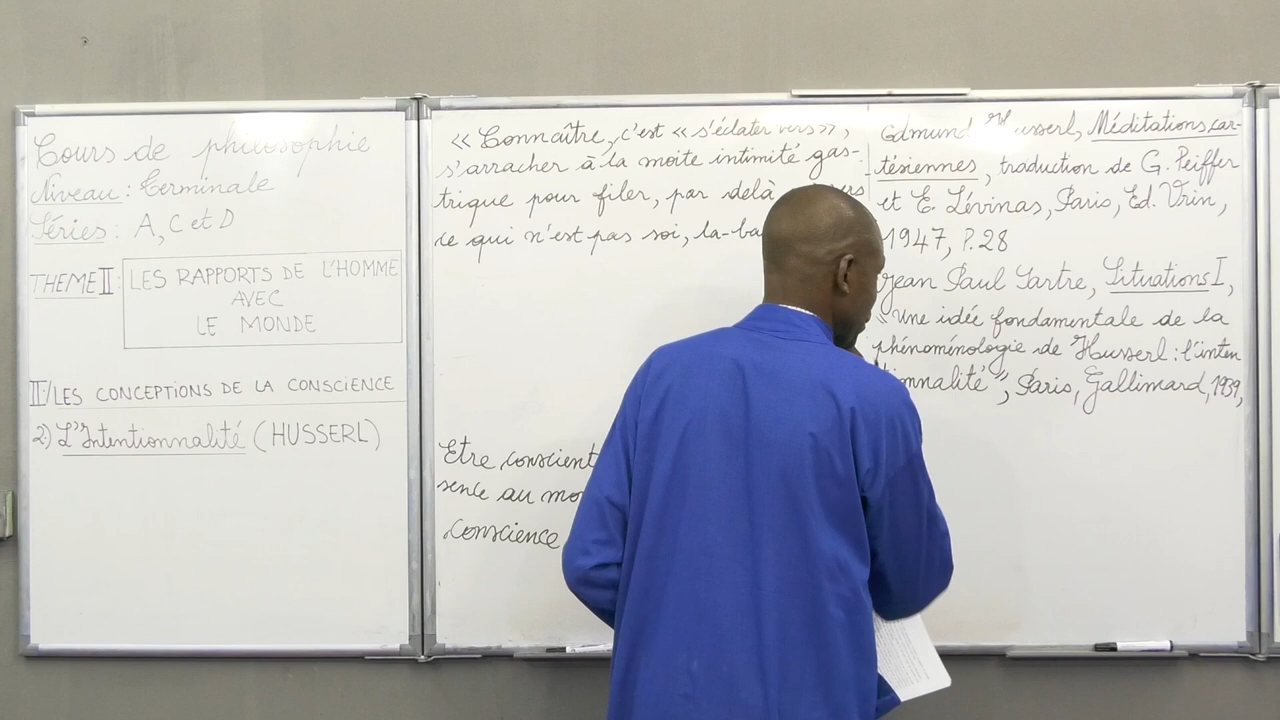 Cours de philosophie
Niveau : Terminale
Séries : A, C et D
THEME II :
LES RAPPORTS DE L'HOMME
AVEC
LE MONDE
II/ LES CONCEPTIONS DE LA CONSCIENCE
2) L'Intentionnalité (HUSSERL)
« Connaître, c'est « s'éclater vers »,
s'arracher à la moite intimité gas-
trique pour filer, par delà
ce qui n'est pas soi, là-ba
Etre conscient
sence au mo
conscience
Edmund Husserl, Méditations car-
tésiennes, traduction de G. Peiffer
et E. Lévinas, Paris, Ed. Vrin,
1947, P.28
Jean Paul Sartre, Situations I,
"Une idée fondamentale de la
phénoménologie de Husserl : l'inten
tionnalité", Paris, Gallimard, 1939,